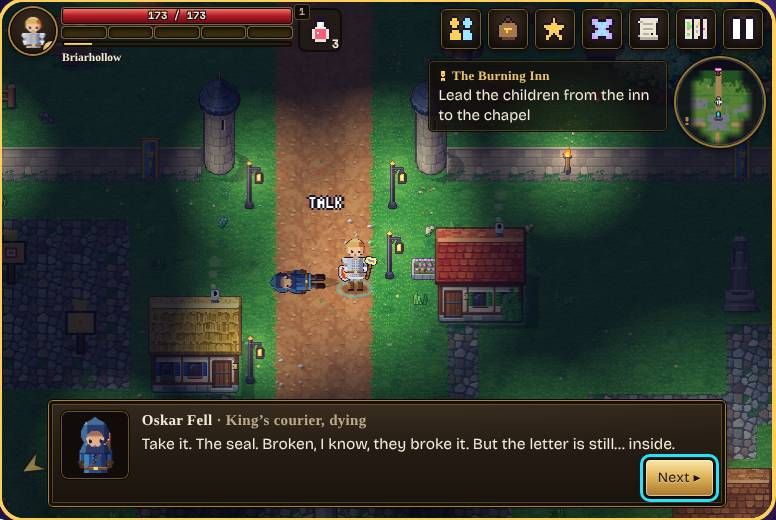 173 / 173
1
3
Briarhollow
The Burning Inn
Lead the children from the inn
to the chapel
TALK
Oskar Fell · King's courier, dying
Take it. The seal. Broken, I know, they broke it. But the letter is still... inside.
Next ▸